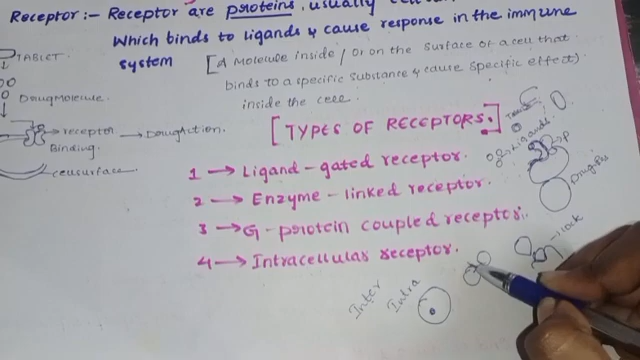 Receptor :- Receptor are proteins, usually
Which binds to ligands & cause response in the immune
system [A molecule inside / or on the surface of a cell that
binds to a specific substance & cause specific effect)
inside the cell.
TABLET
Drug Molecule
receptor → Drug Action.
Binding.
cell surface
[TYPES OF RECEPTORS.]
1 → Ligand-gated receptor.
2 → Enzyme-linked receptor.
3 → G-protein coupled receptor.
4 → Intracellular receptor.
Ligands
lock
Inter
Intra